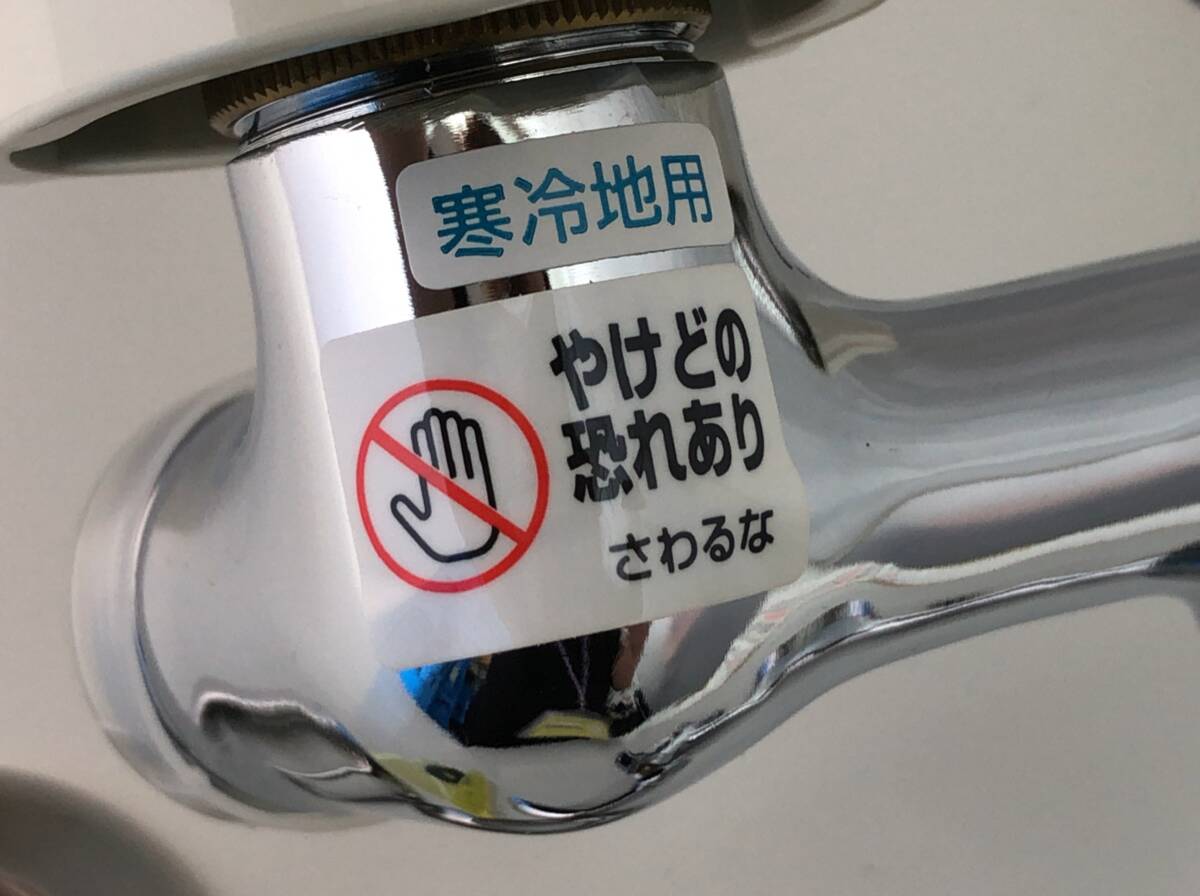 寒冷地用
やけどの
恐れあり
さわるな